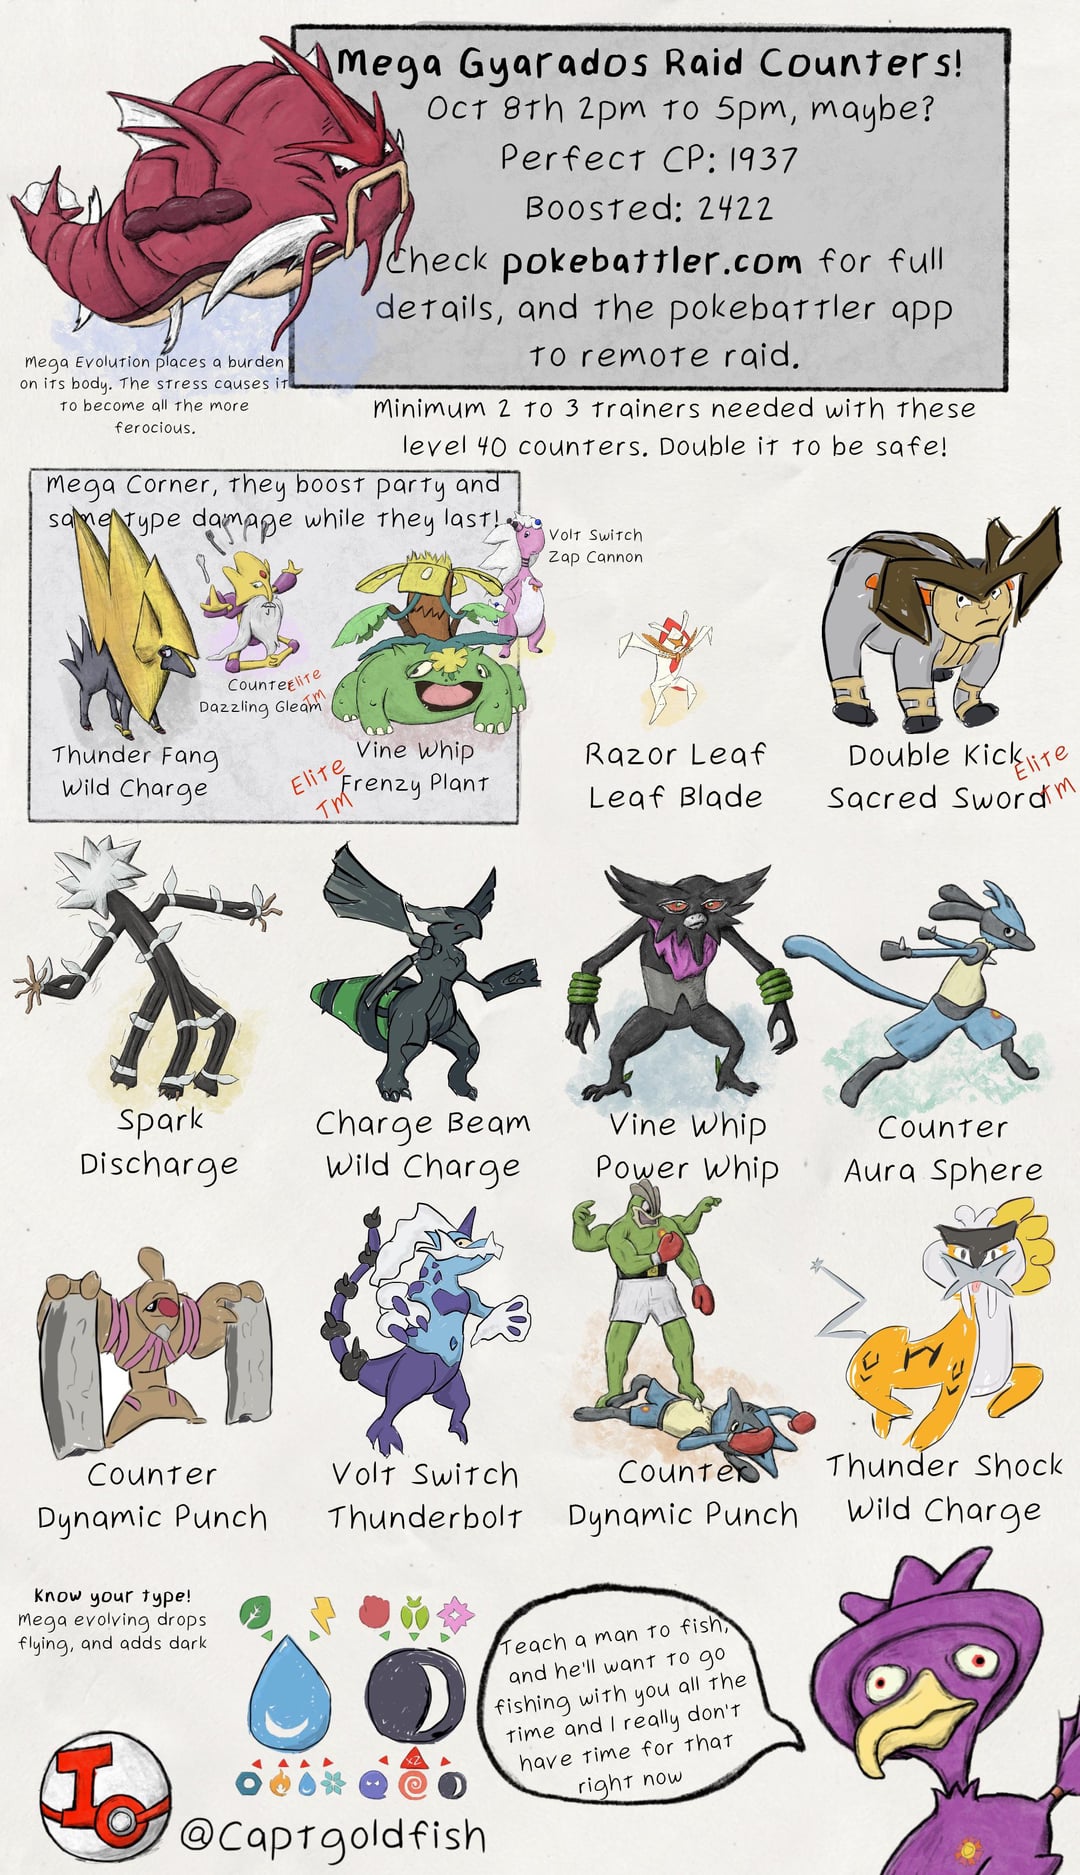 Mega Gyarados Raid Counters!
Oct 8th 2pm to 5pm, maybe?
Perfect CP: 1937
Boosted: 2422
Check pokebattler.com for full
details, and the pokebattler app
to remote raid.
Mega Evolution places a burden
on its body. The stress causes it
to become all the more
ferocious.
Minimum 2 to 3 trainers needed with these
level 40 counters. Double it to be safe!
Mega Corner, they boost party and
same type damage while they last!
Volt Switch
Zap Cannon
Counter
Elite
TM
Dazzling Gleam
Thunder Fang
Wild Charge
Vine Whip
Frenzy Plant
Elite
TM
Razor Leaf
Leaf Blade
Double Kick
Sacred Sword
Elite
TM
Spark
Discharge
Charge Beam
Wild Charge
Vine Whip
Power Whip
Counter
Aura Sphere
Counter
Dynamic Punch
Volt Switch
Thunderbolt
Counter
Dynamic Punch
Thunder Shock
Wild Charge
Know your type!
Mega evolving drops
flying, and adds dark
x2
Teach a man to fish,
and he'll want to go
fishing with you all the
time and I really don't
have time for that
right now
@Captgoldfish